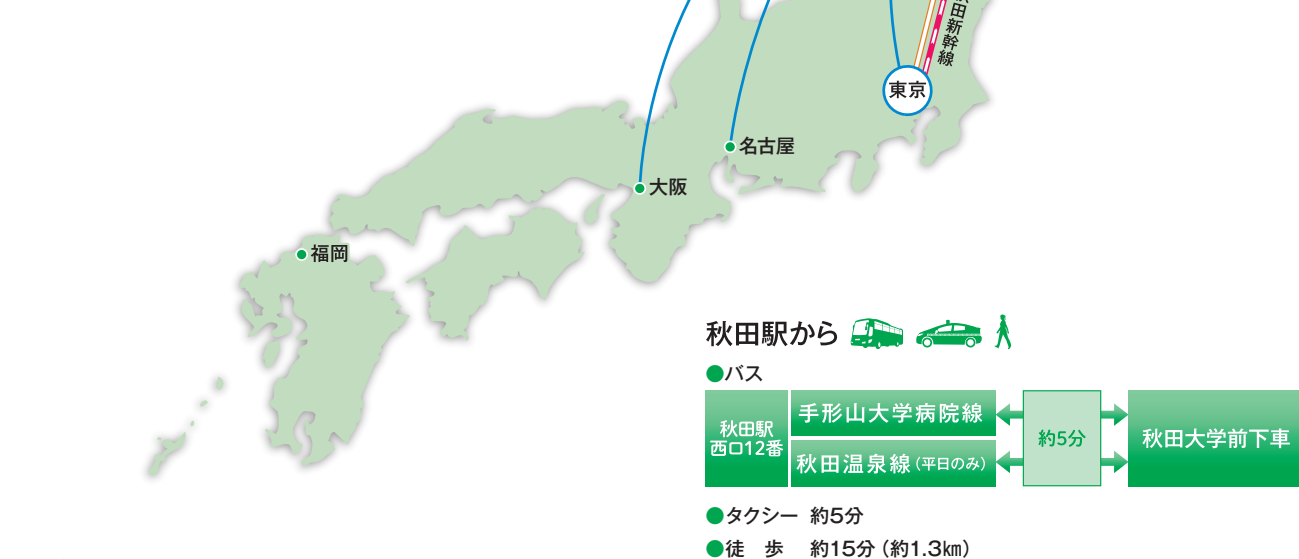 田新幹線
東京
名古屋
大阪
福岡
秋田駅から
●バス
秋田駅
西口12番
手形山大学病院線
秋田温泉線（平日のみ）
約5分
秋田大学前下車
●タクシー 約5分
●徒 歩 約15分（約1.3㎞）